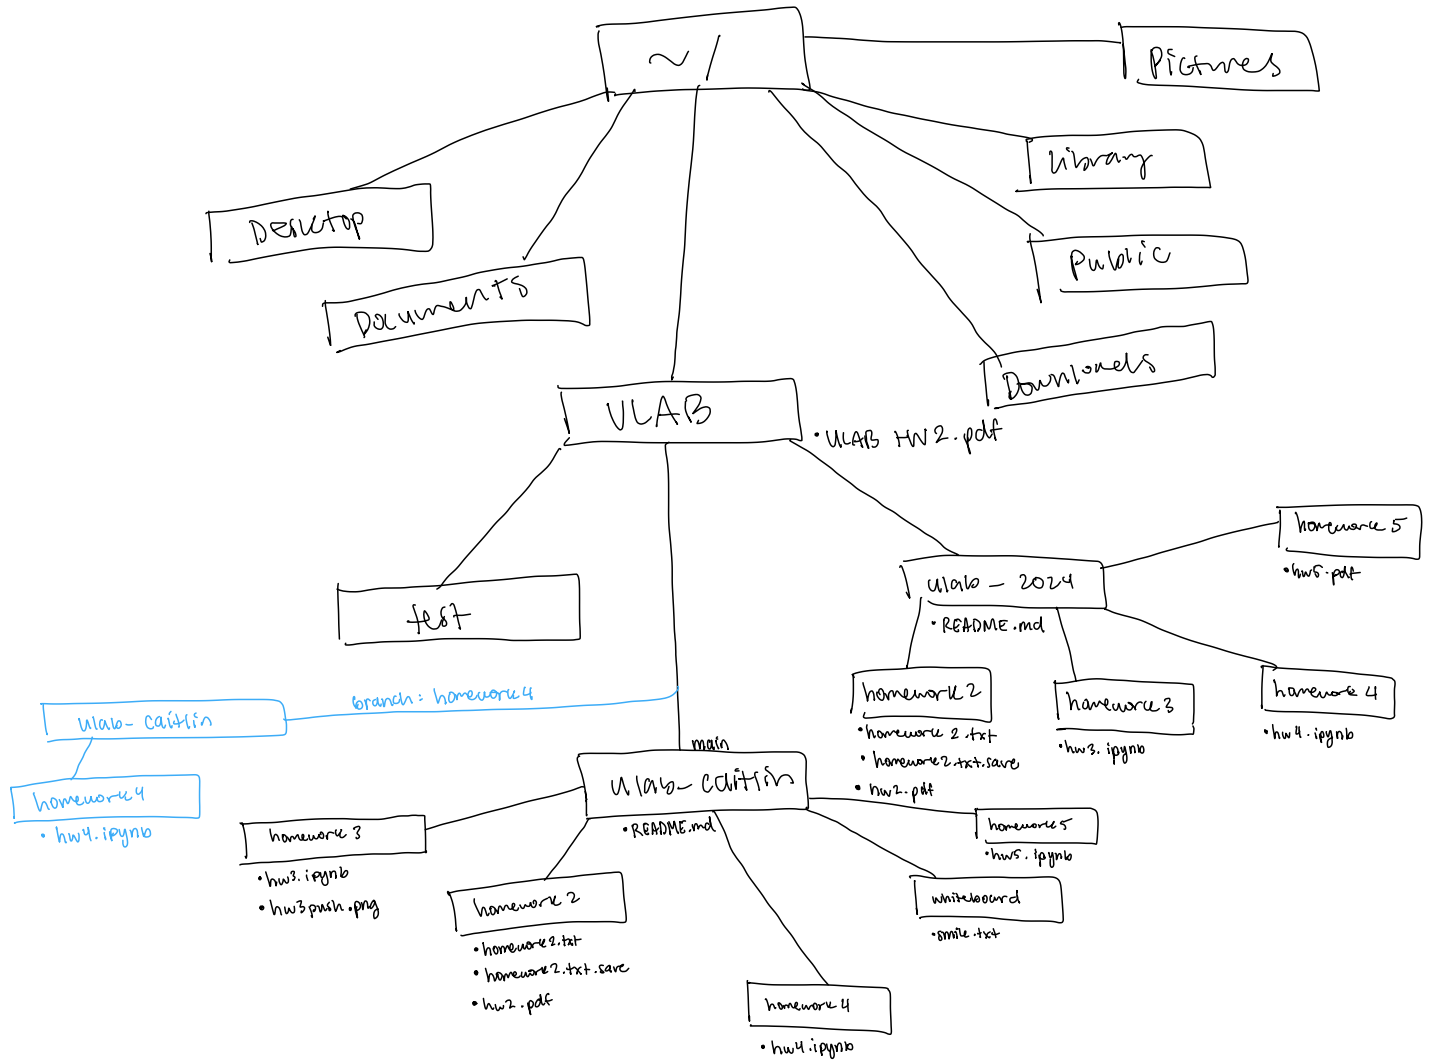 ~/
Pictures
Library
Desktop
Public
Documents
Downloads
ULAB
• ULAB HW2.pdf
homework 5
• hw5.pdf
ulab - 2024
• README.md
test
homework 2
• homework 2.txt
• homework2.txt.save
• hw2.pdf
homework 3
• hw3.ipynb
homework 4
• hw4.ipynb
branch: homework4
ulab-caitlin
homework4
• hw4.ipynb
main
ulab-caitlin
• README.md
homework 3
• hw3.ipynb
• hw3push.png
homework 2
• homework2.txt
• homework2.txt.save
• hw2.pdf
homework 4
• hw4.ipynb
whiteboard
• smile.txt
homework5
• hw5.ipynb